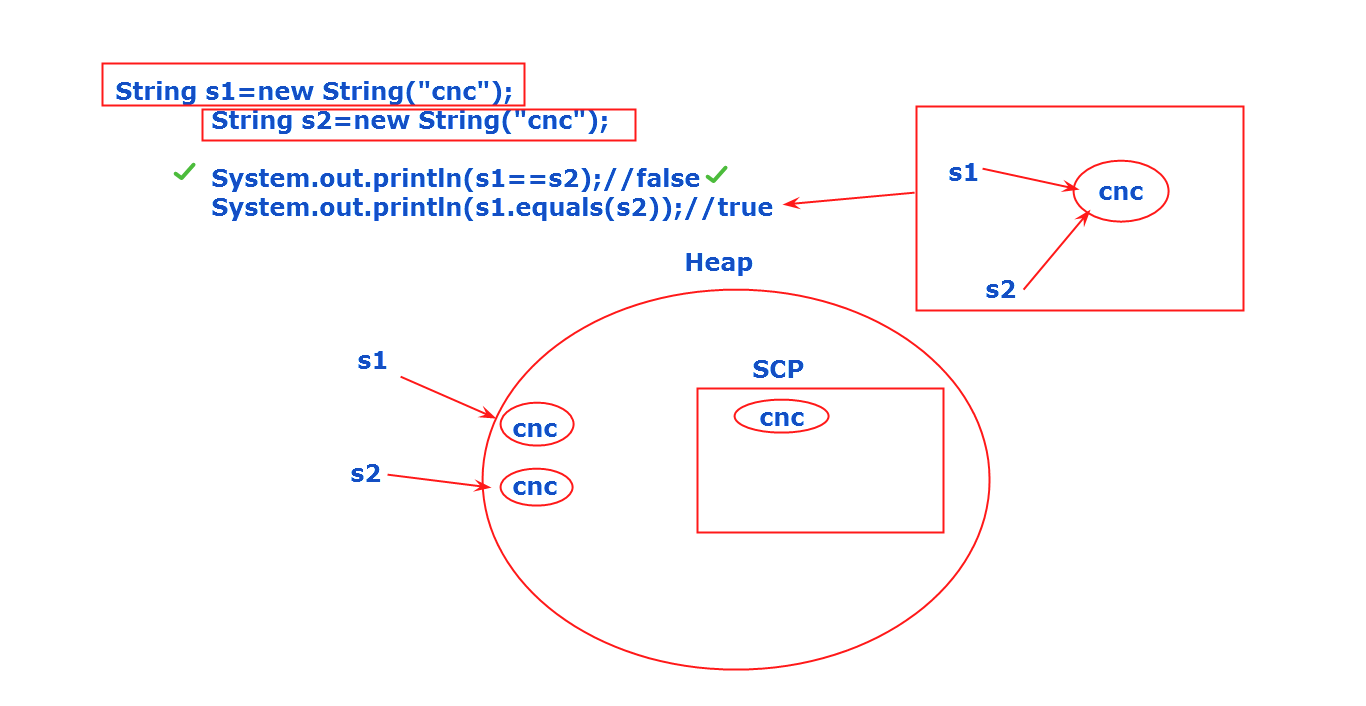 String s1=new String("cnc");
String s2=new String("cnc");
System.out.println(s1==s2);//false
System.out.println(s1.equals(s2));//true
s1
cnc
s2
Heap
s1
cnc
s2
cnc
SCP
cnc